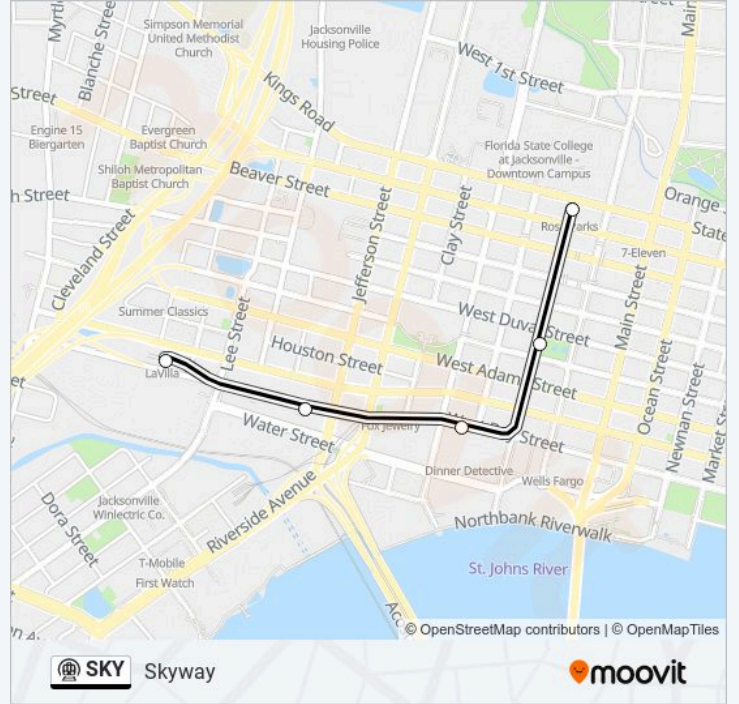 Main
Simpson Memorial
United Methodist
Church
Jacksonville
Housing Police
Blanche Street
West 1st Street
Kings Road
Street
Engine 15
Biergarten
Evergreen
Baptist Church
Florida State College
at Jacksonville -
Downtown Campus
Shiloh Metropolitan
Baptist Church
Beaver Street
h Street
Orange
Jefferson Street
Clay Street
State
Cleveland Street
7-Eleven
Summer Classics
Lee Street
West Duval Street
Main Street
Houston Street
West Adams Street
LaVilla
Ocean Street
Newnan Street
Market
Water Street
Fox Jewelry
Street
Dinner Detective
Wells Fargo
Jacksonville
Winlectric Co.
Dora Street
Riverside Avenue
Northbank Riverwalk
T-Mobile
First Watch
St. Johns River
© OpenStreetMap contributors | © OpenMapTiles
SKY Skyway
moovit